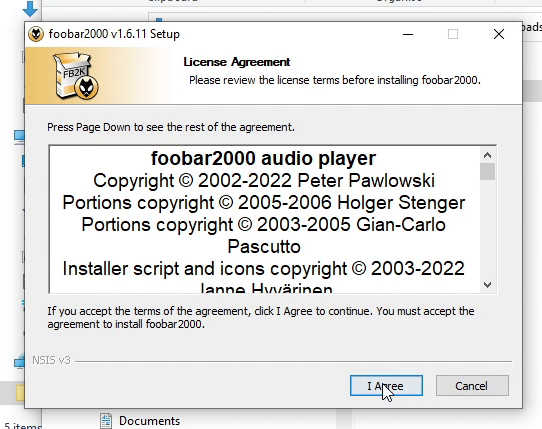 foobar2000 v1.6.11 Setup
License Agreement
Please review the license terms before installing foobar2000.
FB2K
Press Page Down to see the rest of the agreement.
foobar2000 audio player
Copyright © 2002-2022 Peter Pawlowski
Portions copyright © 2005-2006 Holger Stenger
Portions copyright © 2003-2005 Gian-Carlo
Pascutto
Installer script and icons copyright © 2003-2022
Janne Hyvärinen
If you accept the terms of the agreement, click I Agree to continue. You must accept the
agreement to install foobar2000.
NSIS v3
I Agree
Cancel
5 items
Documents